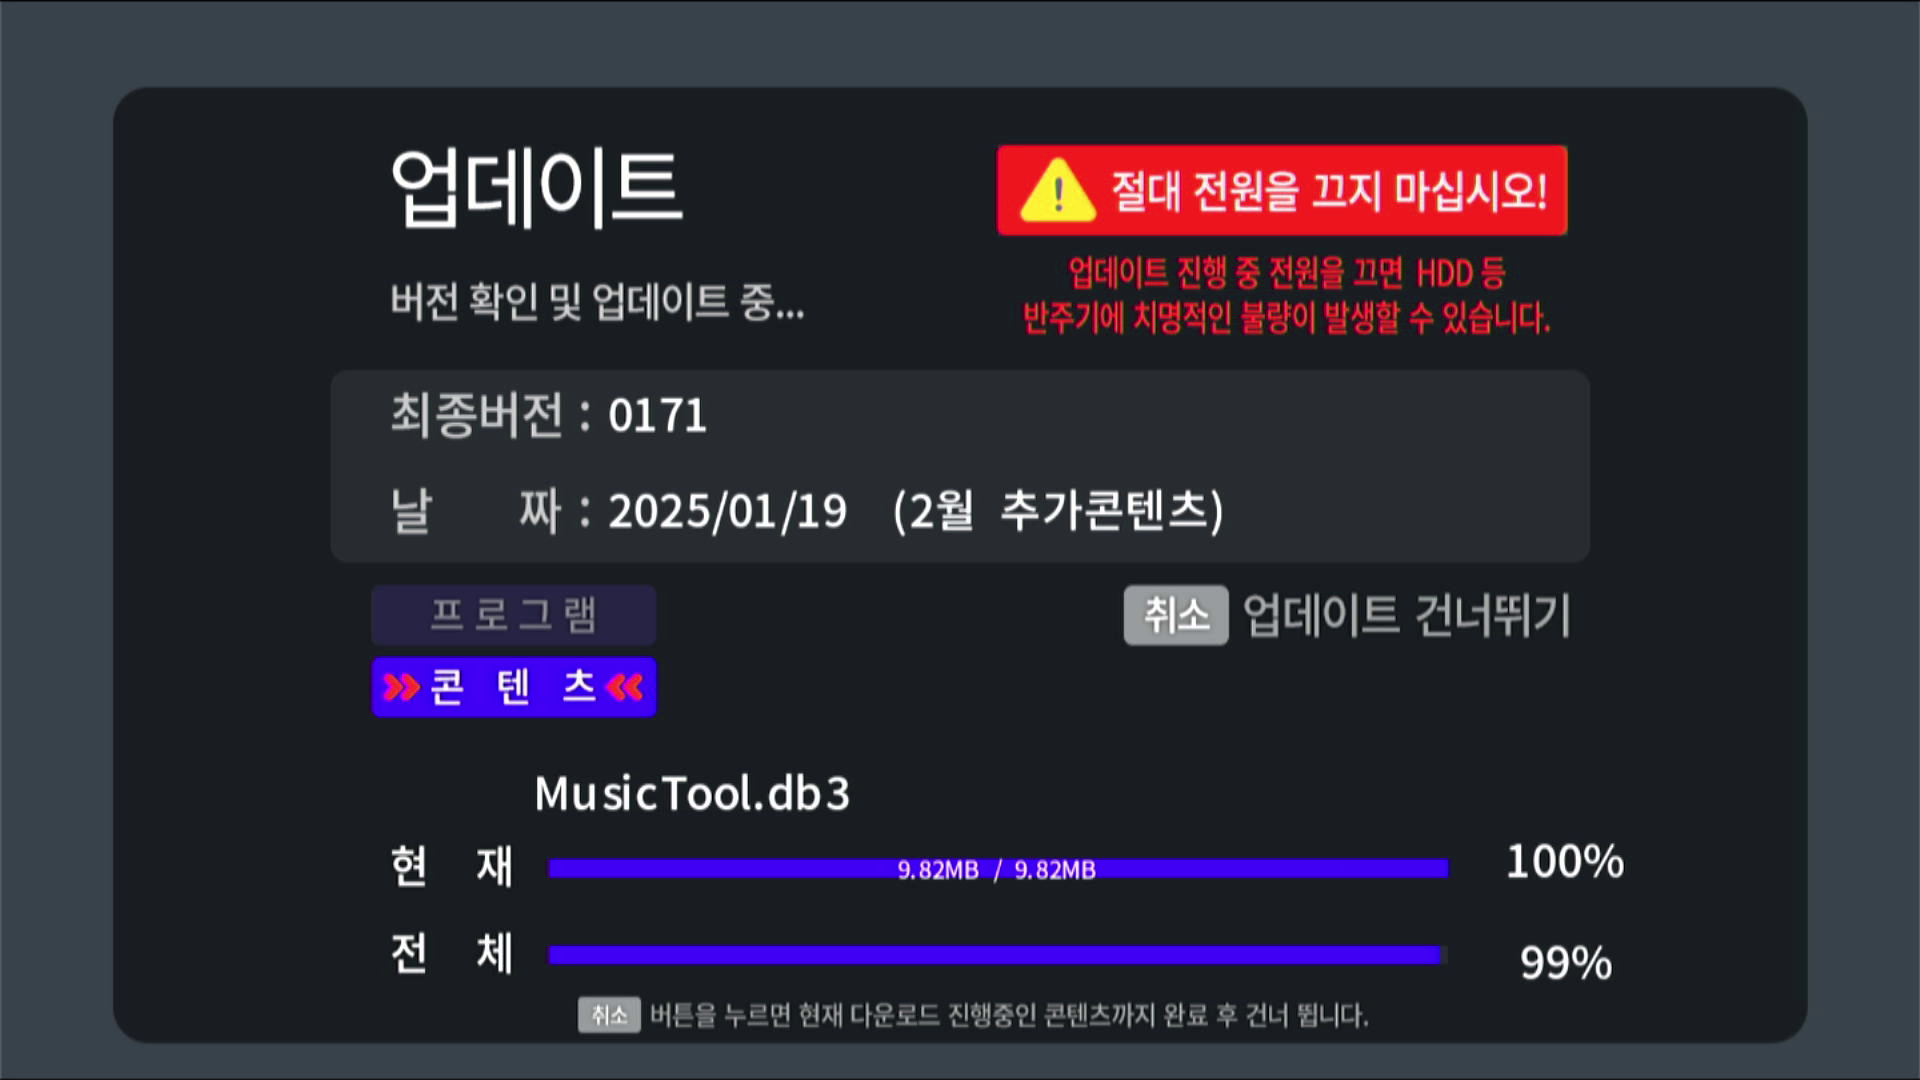 업데이트
절대 전원을 끄지 마십시오!
버전 확인 및 업데이트 중...
업데이트 진행 중 전원을 끄면 HDD 등
반주기에 치명적인 불량이 발생할 수 있습니다.
최종버전 : 0171
날 짜 : 2025/01/19 (2월 추가콘텐츠)
프로그램
취소 업데이트 건너뛰기
콘 텐 츠
MusicTool.db3
현 재 9.82MB / 9.82MB 100%
전 체 99%
취소 버튼을 누르면 현재 다운로드 진행중인 콘텐츠까지 완료 후 건너 뜁니다.